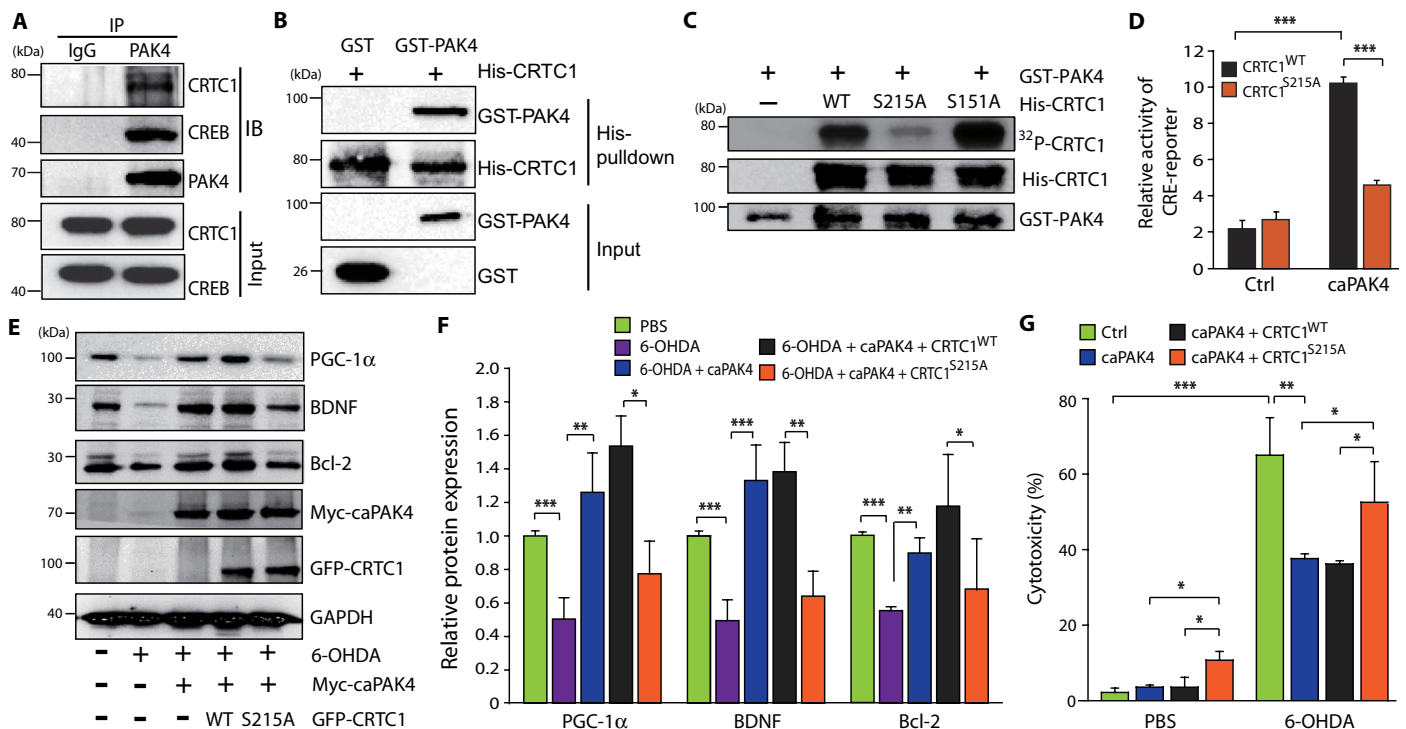 A
IP
(kDa) IgG PAK4
80 CRTC1
40 CREB
70 PAK4
IB
80 CRTC1
40 CREB
Input
B
GST GST-PAK4
(kDa) + + His-CRTC1
100 GST-PAK4
80 His-CRTC1
His-pulldown
100 GST-PAK4
26 GST
Input
C
+ + + + GST-PAK4
(kDa) − WT S215A S151A His-CRTC1
80 32P-CRTC1
80 His-CRTC1
100 GST-PAK4
D
Relative activity of
CRE-reporter
12
10
8
6
4
2
0
*** ***
CRTC1WT
CRTC1S215A
Ctrl caPAK4
E
(kDa)
100 PGC-1α
30 BDNF
30 Bcl-2
70 Myc-caPAK4
100 GFP-CRTC1
40 GAPDH
− + + + + 6-OHDA
− − + + + Myc-caPAK4
− − − WT S215A GFP-CRTC1
F
PBS
6-OHDA
6-OHDA + caPAK4
6-OHDA + caPAK4 + CRTC1WT
6-OHDA + caPAK4 + CRTC1S215A
Relative protein expression
2.0
1.8
1.6
1.4
1.2
1.0
0.8
0.6
0.4
0.2
0.0
*** ** *
*** *** **
*** ** *
PGC-1α BDNF Bcl-2
G
Ctrl
caPAK4
caPAK4 + CRTC1WT
caPAK4 + CRTC1S215A
Cytotoxicity (%)
80
60
40
20
0
*** ** * *
* *
PBS 6-OHDA